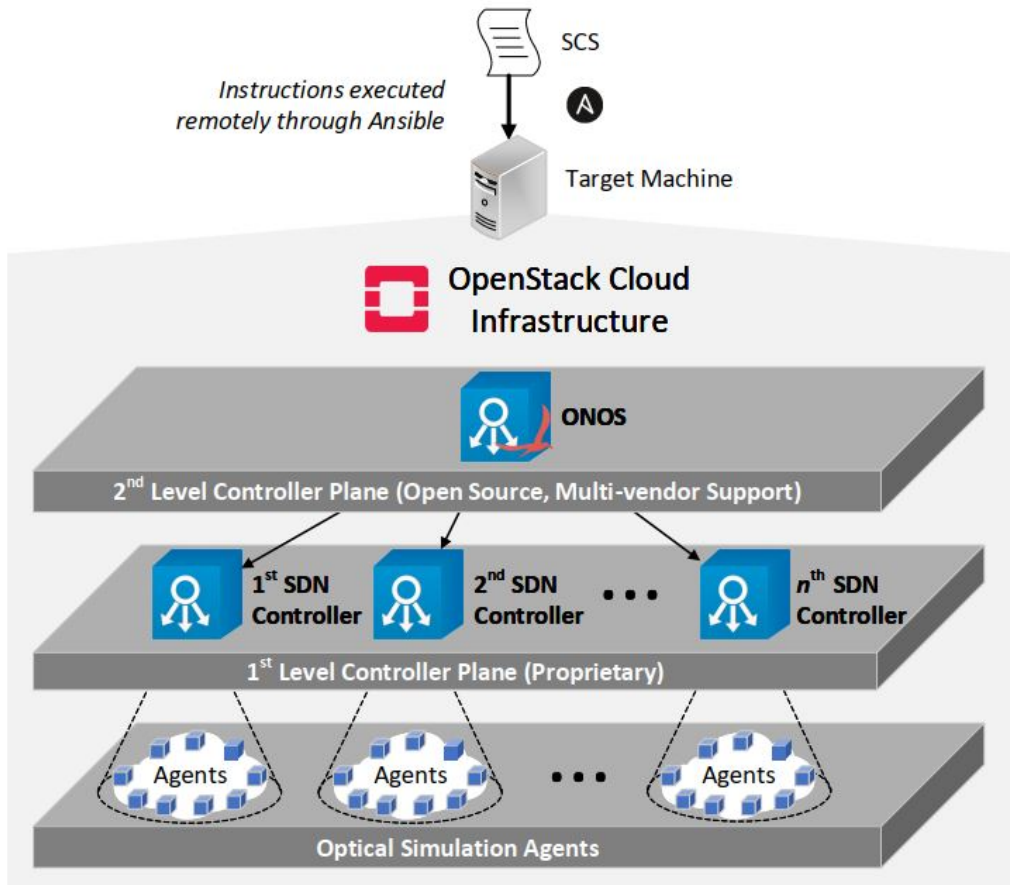 SCS
Instructions executed
remotely through Ansible
Target Machine
OpenStack Cloud
Infrastructure
ONOS
2nd Level Controller Plane (Open Source, Multi-vendor Support)
1st SDN
Controller
2nd SDN
Controller
nth SDN
Controller
1st Level Controller Plane (Proprietary)
Agents
Agents
Agents
Optical Simulation Agents